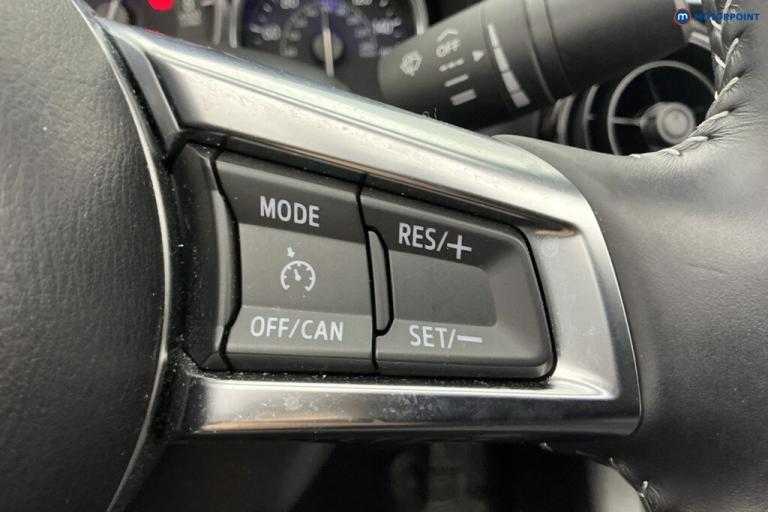 MOTORPOINT
OFF
MODE
RES/+
OFF/CAN
SET/−